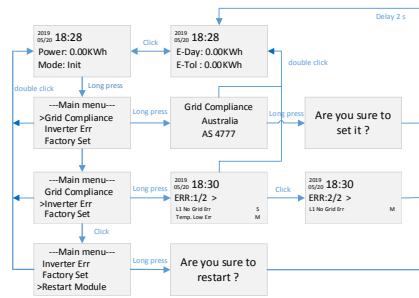 Delay 2 s
2019
05/20 18:28
Power: 0.00KWh
Mode: Init
Click
2019
05/20 18:28
E-Day: 0.00KWh
E-Tol : 0.00KWh
double click
Long press
double click
---Main menu---
>Grid Compliance
Inverter Err
Factory Set
Long press
Grid Compliance
Australia
AS 4777
Long press
Are you sure to
set it ?
---Main menu---
Grid Compliance
>Inverter Err
Factory Set
Long press
2019
05/20 18:30
ERR:1/2 >
L1 No Grid Err S
Temp. Low Err M
Click
2019
05/20 18:30
ERR:2/2 >
L1 No Grid Err M
Click
---Main menu---
Inverter Err
Factory Set
>Restart Module
Long press
Are you sure to
restart ?